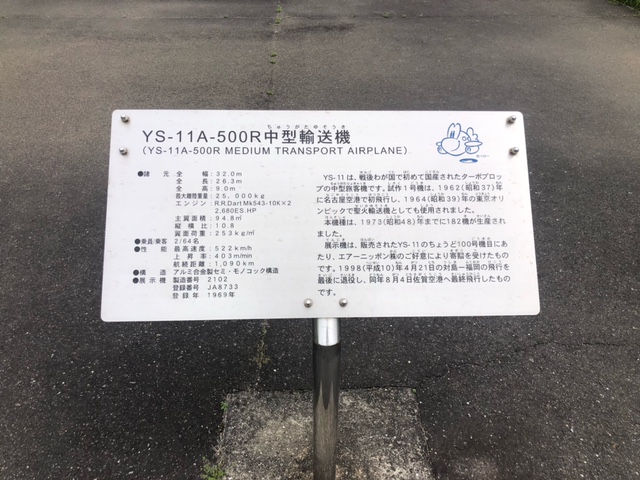 ちゅうがたゆそうき
YS-11A-500R中型輸送機
(YS-11A-500R MEDIUM TRANSPORT AIRPLANE)
●諸 元 全 幅 32.0m
全 長 26.3m
全 高 9.0m
最大離陸重量:25,000kg
エンジン R.R.Dart Mk543-10K×2
2,680ES.HP
主翼面積:94.8㎡
縦 横 比:10.8
翼面荷重:253kg/㎡
●乗員/乗客 2/64名
●性 能 最高速度:522km/h
上 昇 率:403m/min
航続距離:1,090km
●構 造 アルミ合金製セミ・モノコック構造
●展示機 製造番号 2102
登録番号 JA8733
登録年 1969年
YS-11は、戦後わが国で初めて国産されたターボプロッ
プの中型旅客機です。試作1号機は、1962(昭和37)年
に名古屋空港で初飛行し、1964(昭和39)年の東京オリ
ンピックで聖火輸送機としても使用されました。
本機種は、1973(昭和48)年までに182機が生産されま
した。
展示機は、販売されたYS-11のちょうど100号機目にあ
たり、エアーニッポン㈱のご好意により寄贈を受けたもの
です。1998(平成10)年4月21日の対島ー福岡の飛行を
最後に退役し、同年8月4日佐賀空港へ最終飛行したもの
です。